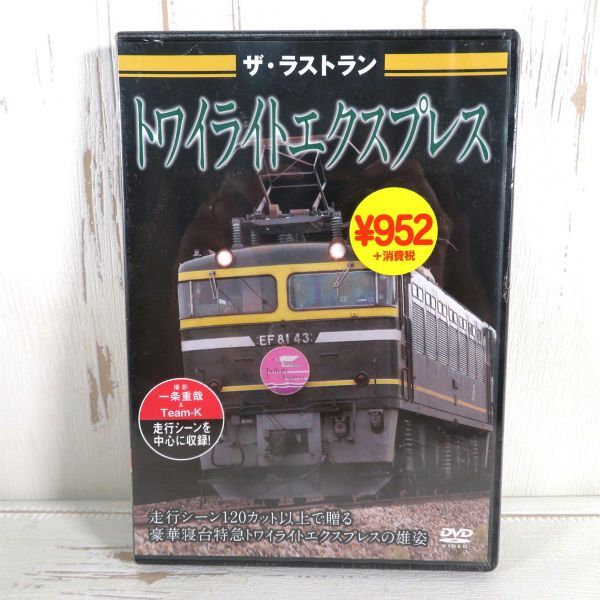 ザ・ラストラン
トワイライトエクスプレス
¥952
+消費税
EF 81 43
撮影
一条重哉
&
Team-K
走行シーンを
中心に収録!
走行シーン120カット以上で贈る
豪華寝台特急トワイライトエクスプレスの雄姿
DVD
VIDEO